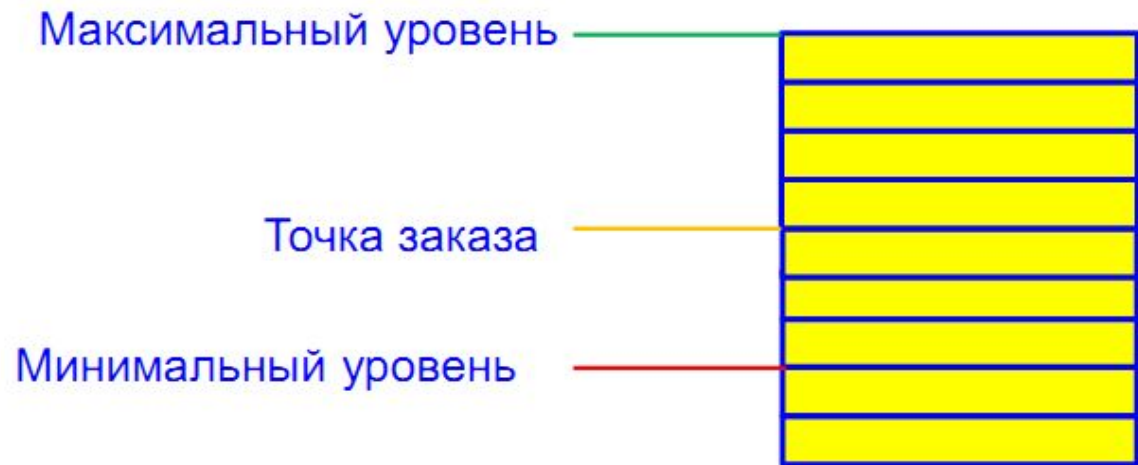 Максимальный уровень
Точка заказа
Минимальный уровень